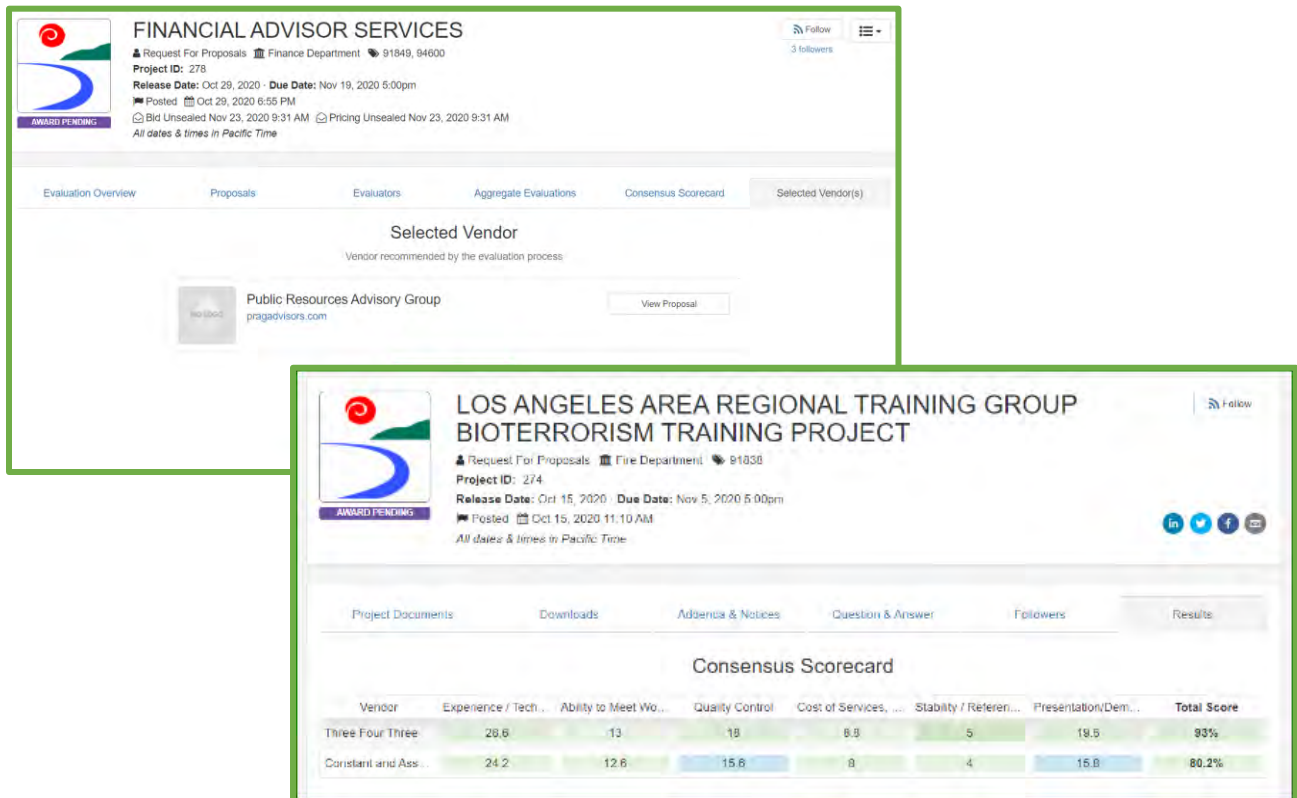 FINANCIAL ADVISOR SERVICES
Follow
3 followers
Request For Proposals Finance Department 91849, 94600
Project ID: 278
Release Date: Oct 29, 2020 · Due Date: Nov 19, 2020 5:00pm
Posted Oct 29, 2020 6:55 PM
Bid Unsealed Nov 23, 2020 9:31 AM Pricing Unsealed Nov 23, 2020 9:31 AM
All dates & times in Pacific Time
AWARD PENDING
Evaluation Overview Proposals Evaluators Aggregate Evaluations Consensus Scorecard Selected Vendor(s)
Selected Vendor
Vendor recommended by the evaluation process
Public Resources Advisory Group
pragadvisors.com
View Proposal
LOS ANGELES AREA REGIONAL TRAINING GROUP
BIOTERRORISM TRAINING PROJECT
Follow
Request For Proposals Fire Department 91838
Project ID: 274
Release Date: Oct 15, 2020 · Due Date: Nov 5, 2020 5:00pm
Posted Oct 15, 2020 11:10 AM
All dates & times in Pacific Time
AWARD PENDING
Project Documents Downloads Addenda & Notices Question & Answer Followers Results
Consensus Scorecard
Vendor Experience / Tech... Ability to Meet Wo... Quality Control Cost of Services, ... Stability / Referen... Presentation/Dem... Total Score
Three Four Three 13 18 5 93%
Constant and Ass... 24.2 12.6 15.6 8 4 80.2%